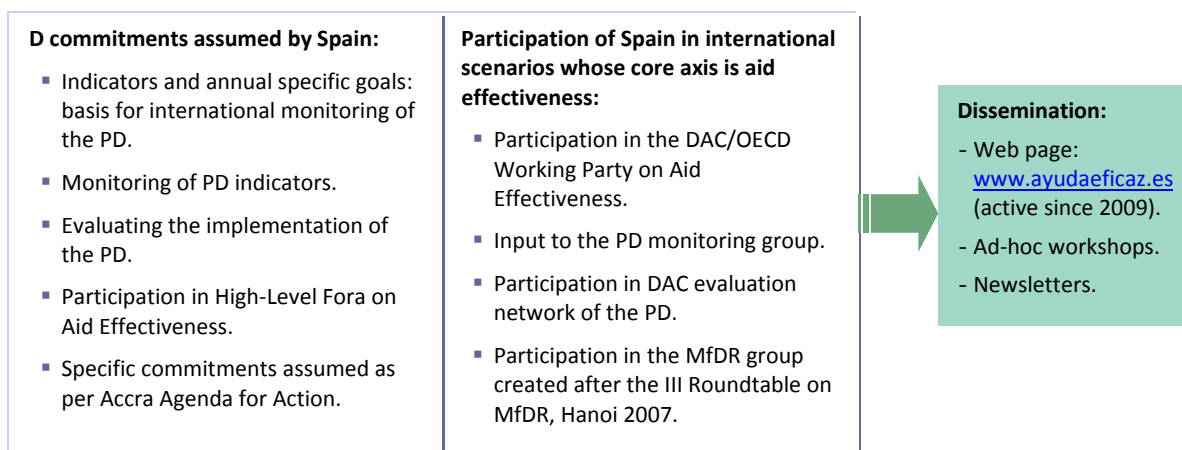 D commitments assumed by Spain:
▪ Indicators and annual specific goals:
basis for international monitoring of
the PD.
▪ Monitoring of PD indicators.
▪ Evaluating the implementation of
the PD.
▪ Participation in High-Level Fora on
Aid Effectiveness.
▪ Specific commitments assumed as
per Accra Agenda for Action.
Participation of Spain in international
scenarios whose core axis is aid
effectiveness:
▪ Participation in the DAC/OECD
Working Party on Aid
Effectiveness.
▪ Input to the PD monitoring group.
▪ Participation in DAC evaluation
network of the PD.
▪ Participation in the MfDR group
created after the III Roundtable on
MfDR, Hanoi 2007.
Dissemination:
- Web page:
www.ayudaeficaz.es
(active since 2009).
- Ad-hoc workshops.
- Newsletters.